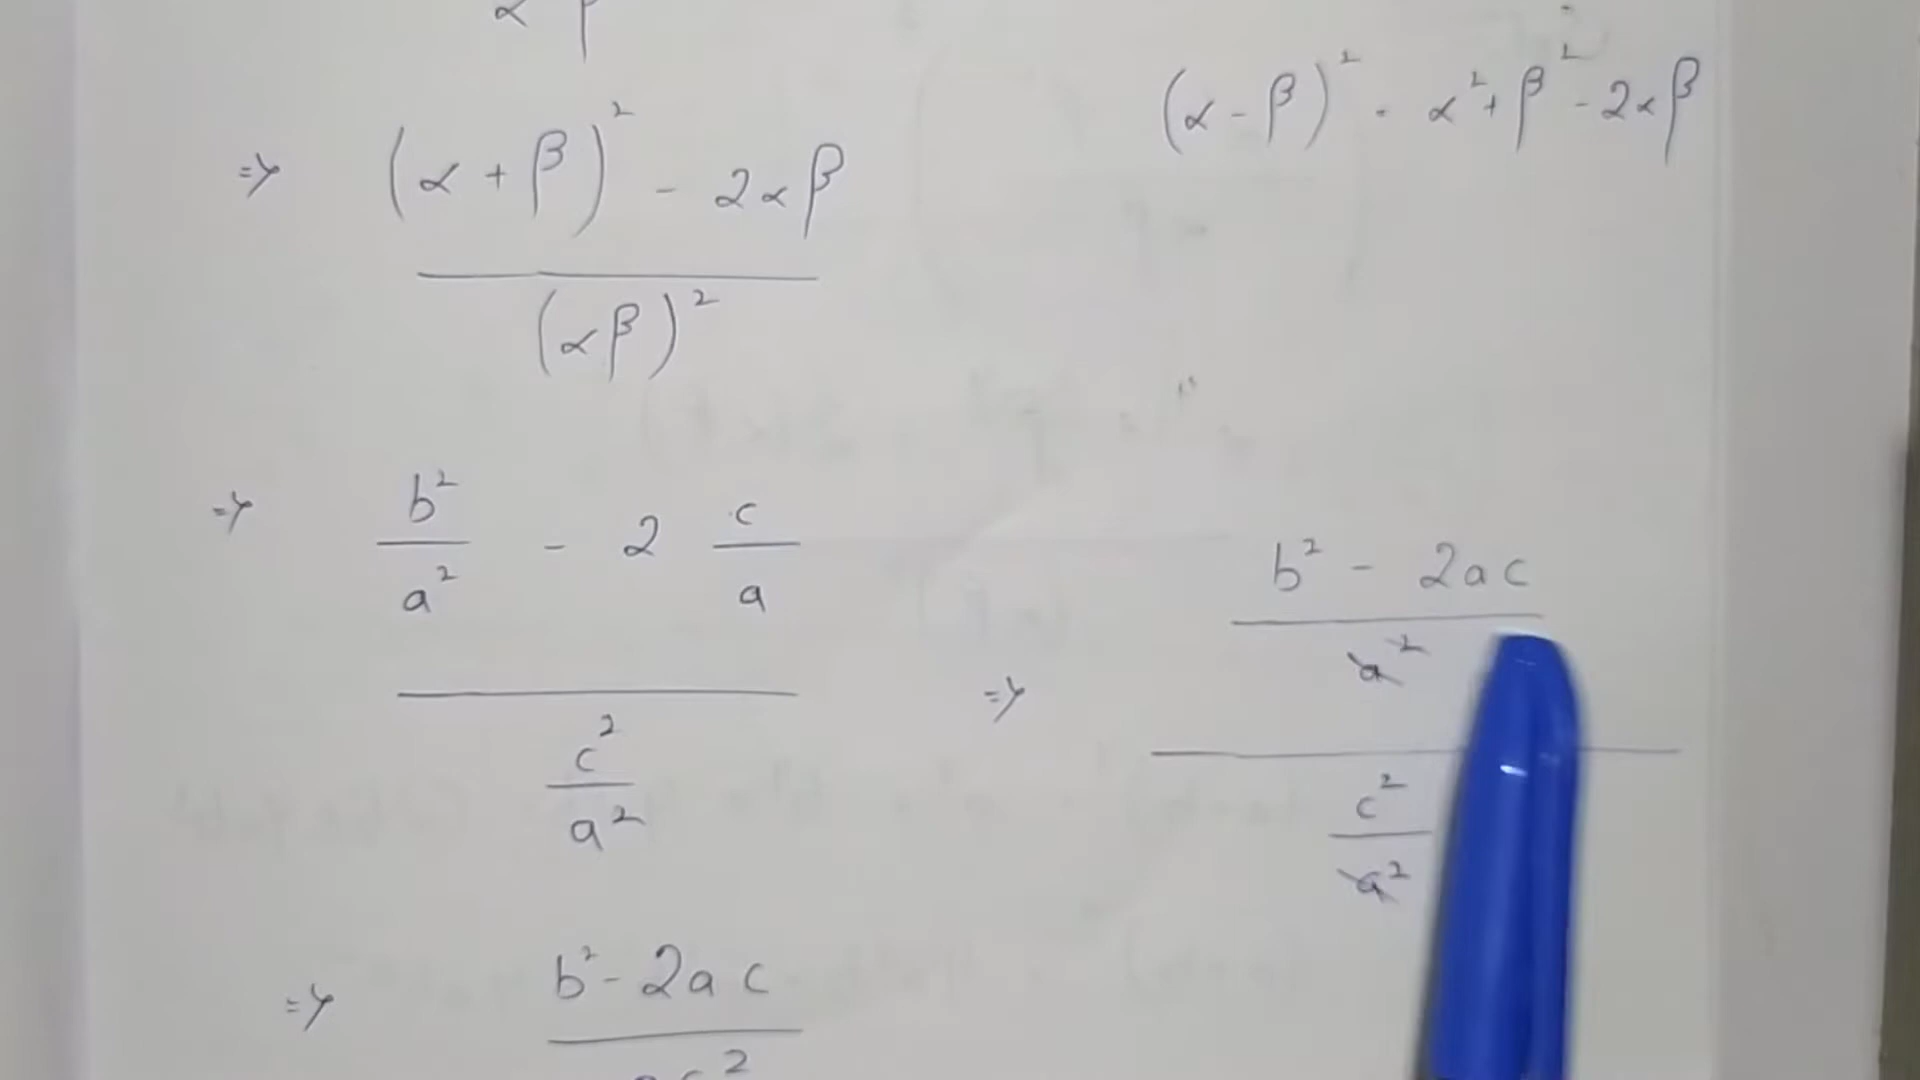 α β
(α - β)² = α² + β² - 2αβ
=> (α + β)² - 2αβ
(αβ)²
=> b²/a² - 2 c/a
c²/a²
=> b² - 2ac
a²
c²
a²
=> b² - 2ac
c²